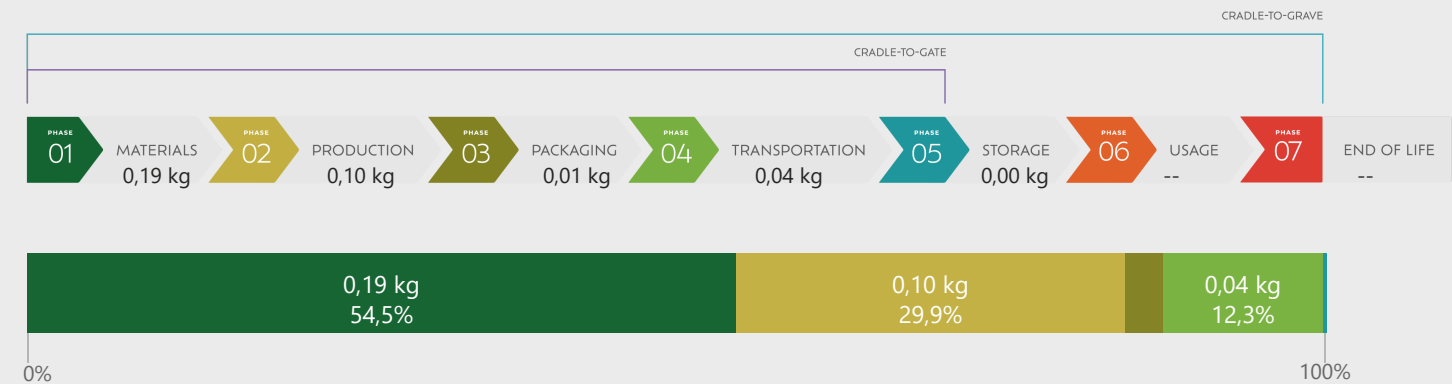 CRADLE-TO-GRAVE
CRADLE-TO-GATE
PHASE
01
MATERIALS
0,19 kg
PHASE
02
PRODUCTION
0,10 kg
PHASE
03
PACKAGING
0,01 kg
PHASE
04
TRANSPORTATION
0,04 kg
PHASE
05
STORAGE
0,00 kg
PHASE
06
USAGE
--
PHASE
07
END OF LIFE
--
0,19 kg
54,5%
0,10 kg
29,9%
0,04 kg
12,3%
0%
100%